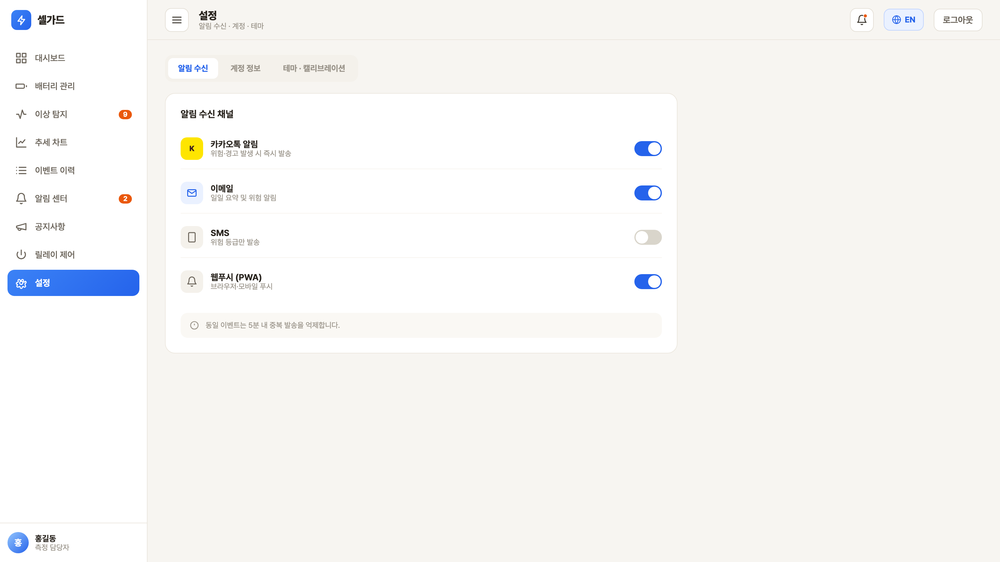 셀가드
대시보드
배터리 관리
이상 탐지 9
추세 차트
이벤트 이력
알림 센터 2
공지사항
릴레이 제어
설정
홍 홍길동
측정 담당자
설정
알림 수신 · 계정 · 테마
EN
로그아웃
알림 수신 계정 정보 테마 · 캘리브레이션
알림 수신 채널
K
카카오톡 알림
위험·경고 발생 시 즉시 발송
이메일
일일 요약 및 위험 알림
SMS
위험 등급만 발송
웹푸시 (PWA)
브라우저·모바일 푸시
동일 이벤트는 5분 내 중복 발송을 억제합니다.